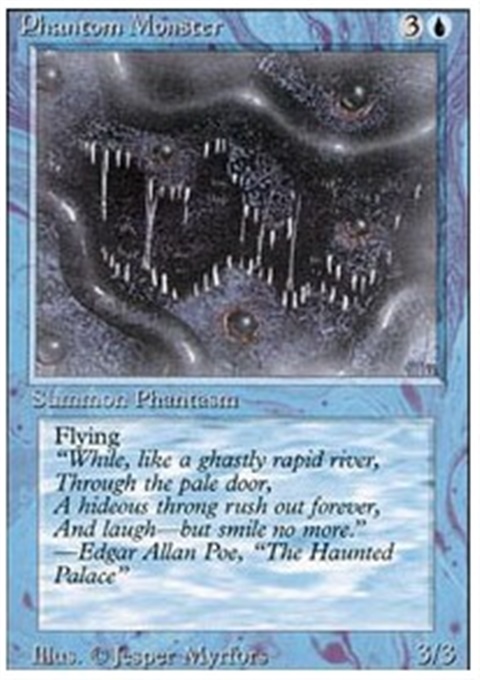 Phantom Monster 3
Summon Phantasm
Flying
"While, like a ghastly rapid river,
Through the pale door,
A hideous throng rush out forever,
And laugh—but smile no more."
—Edgar Allan Poe, "The Haunted
Palace"
Illus. © Jesper Myrfors 3/3